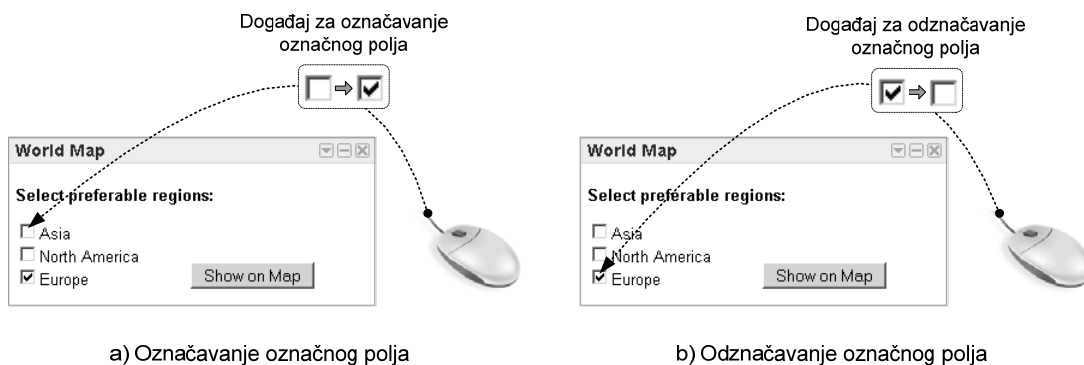 Događaj za označavanje
označnog polja
World Map
Select preferable regions:
Asia
North America
Europe
Show on Map
a) Označavanje označnog polja
Događaj za odznačavanje
označnog polja
World Map
Select preferable regions:
Asia
North America
Europe
Show on Map
b) Odznačavanje označnog polja